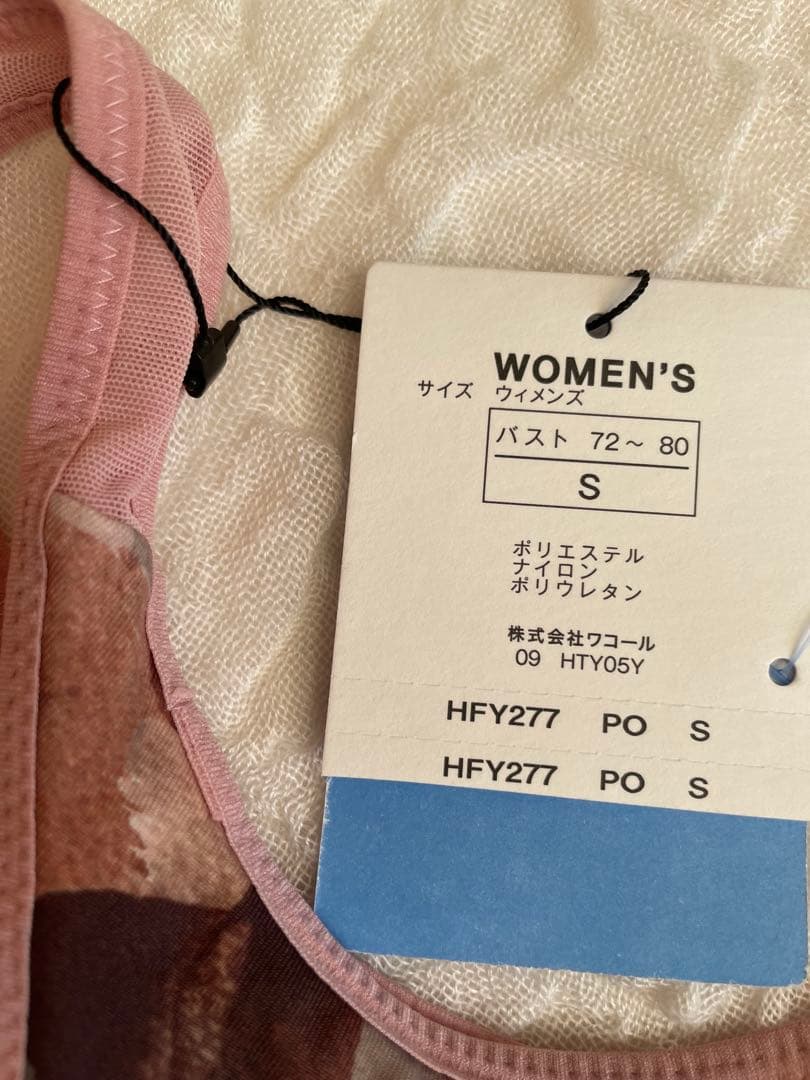 WOMEN'S
サイズ ウィメンズ
バスト 72～ 80
S
ポリエステル
ナイロン
ポリウレタン
株式会社ワコール
09 HTY05Y
HFY277 PO S
HFY277 PO S